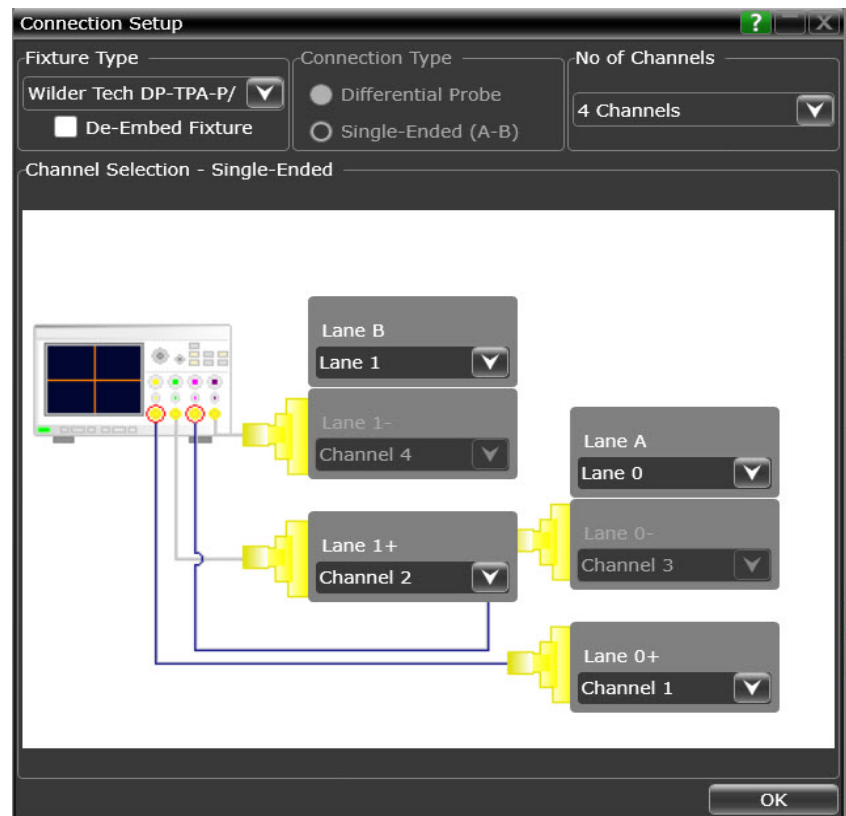 Connection Setup
?
X
Fixture Type
Wilder Tech DP-TPA-P/
De-Embed Fixture
Connection Type
Differential Probe
Single-Ended (A-B)
No of Channels
4 Channels
Channel Selection - Single-Ended
Lane B
Lane 1
Lane 1-
Channel 4
Lane A
Lane 0
Lane 0-
Channel 3
Lane 1+
Channel 2
Lane 0+
Channel 1
OK